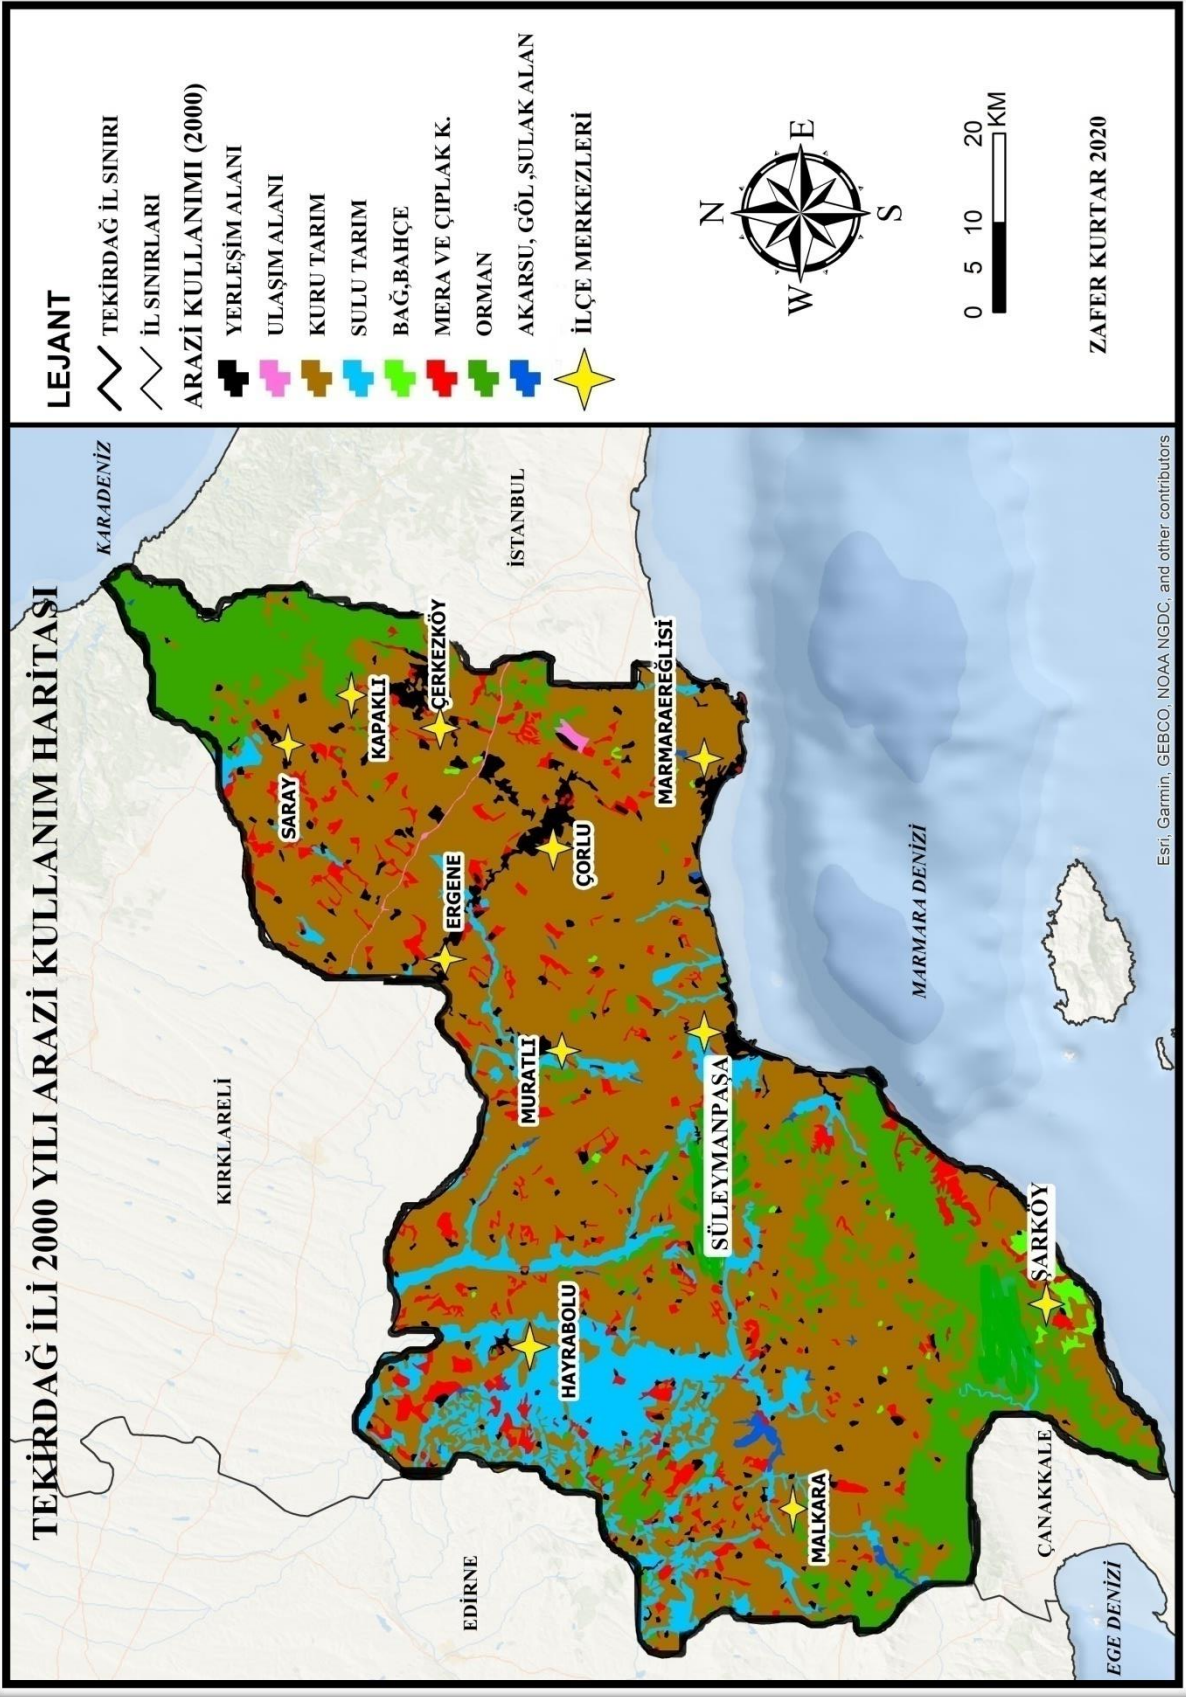 TEKİRDAĞ İLİ 2000 YILI ARAZİ KULLANIM HARİTASI
KARADENİZ
KIRKLARELİ
İSTANBUL
EDİRNE
SARAY
KAPAKLI
ÇERKEZKÖY
ERGENE
ÇORLU
MARMARAEREĞLİSİ
MURATLI
HAYRABOLU
SÜLEYMANPAŞA
MALKARA
ŞARKÖY
MARMARA DENİZİ
ÇANAKKALE
EGE DENİZİ
Esri, Garmin, GEBCO, NOAA NGDC, and other contributors
LEJANT
TEKİRDAĞ İL SINIRI
İL SINIRLARI
ARAZİ KULLANIMI (2000)
YERLEŞİM ALANI
ULAŞIM ALANI
KURU TARIM
SULU TARIM
BAĞ,BAHÇE
MERA VE ÇIPLAK K.
ORMAN
AKARSU, GÖL ,SULAK ALAN
İLÇE MERKEZLERİ
N
W E
S
0 5 10 20
KM
ZAFER KURTAR 2020